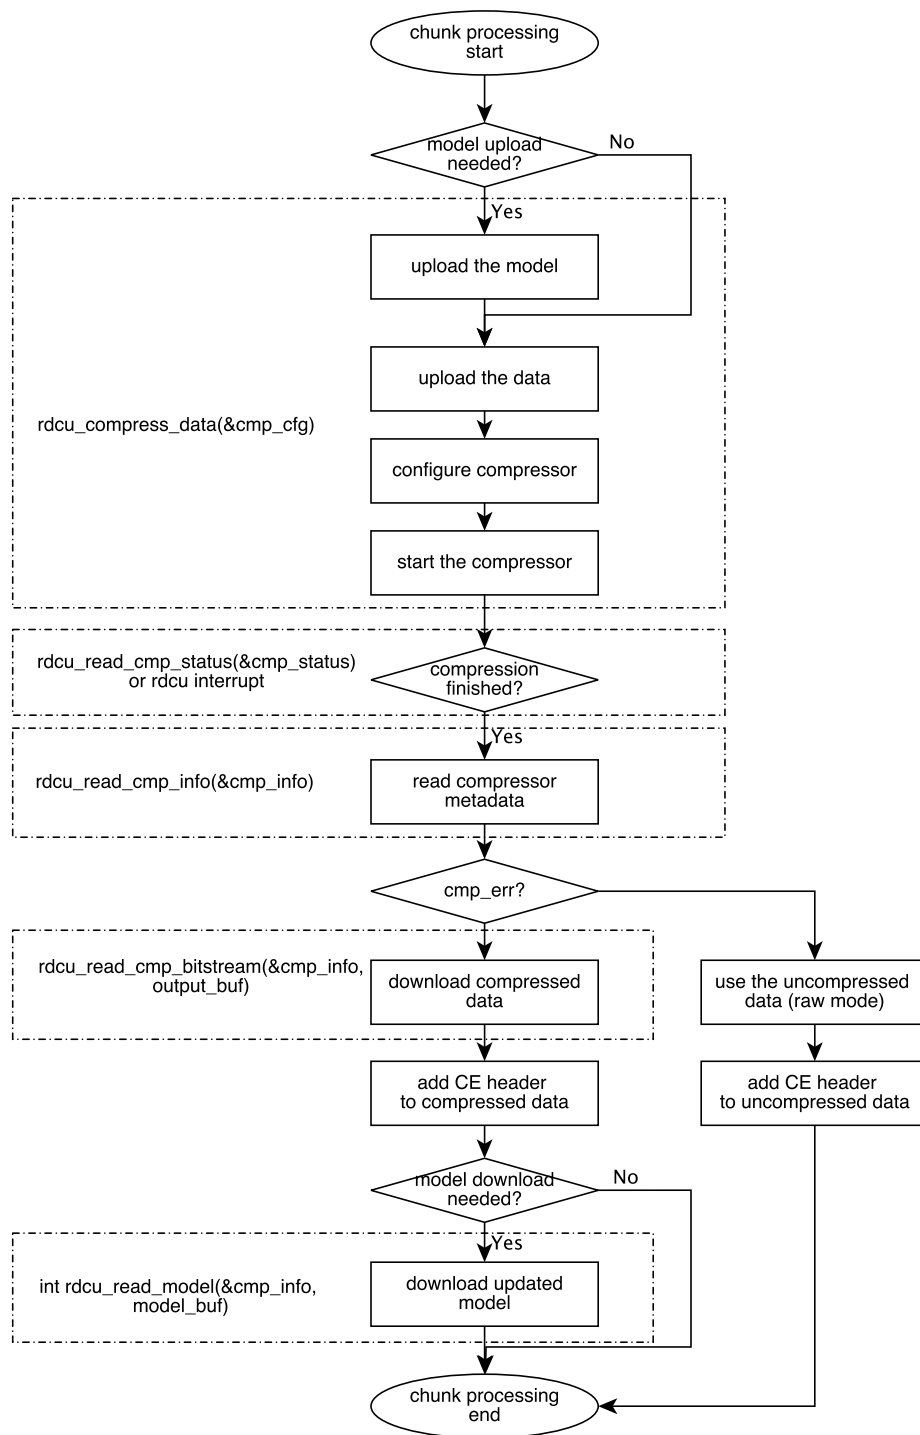 chunk processing
start
model upload
needed?
No
Yes
upload the model
upload the data
rdcu_compress_data(&cmp_cfg)
configure compressor
start the compressor
rdcu_read_cmp_status(&cmp_status)
or rdcu interrupt
compression
finished?
Yes
rdcu_read_cmp_info(&cmp_info)
read compressor
metadata
cmp_err?
rdcu_read_cmp_bitstream(&cmp_info,
output_buf)
download compressed
data
use the uncompressed
data (raw mode)
add CE header
to compressed data
add CE header
to uncompressed data
model download
needed?
No
Yes
int rdcu_read_model(&cmp_info,
model_buf)
download updated
model
chunk processing
end